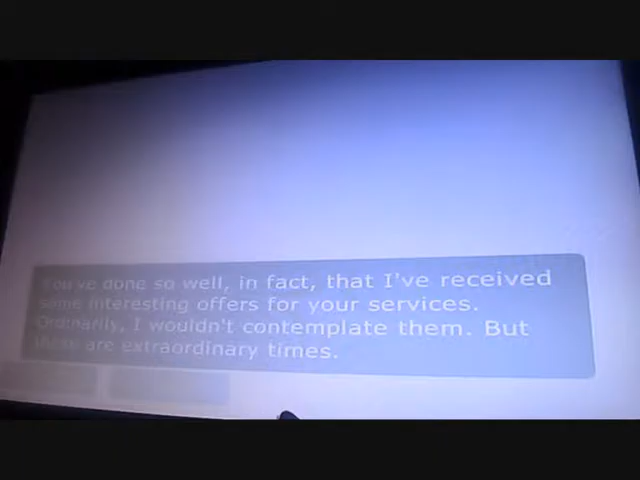 You've done so well, in fact, that I've received
some interesting offers for your services.
Ordinarily, I wouldn't contemplate them. But
these are extraordinary times.